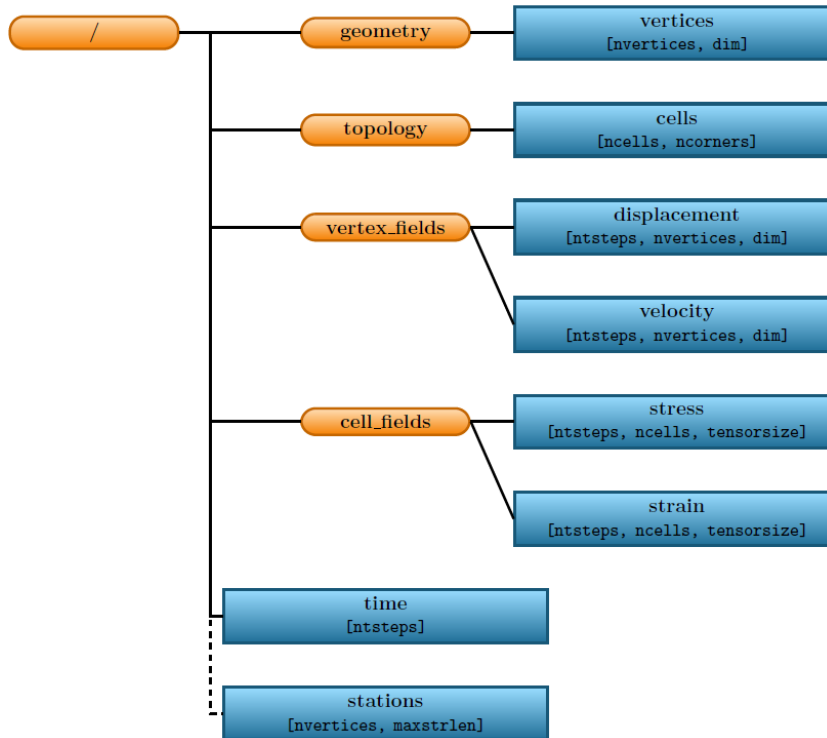 /
geometry
vertices
[nvertices, dim]
topology
cells
[ncells, ncorners]
vertex_fields
displacement
[ntsteps, nvertices, dim]
velocity
[ntsteps, nvertices, dim]
cell_fields
stress
[ntsteps, ncells, tensorsize]
strain
[ntsteps, ncells, tensorsize]
time
[ntsteps]
stations
[nvertices, maxstrlen]